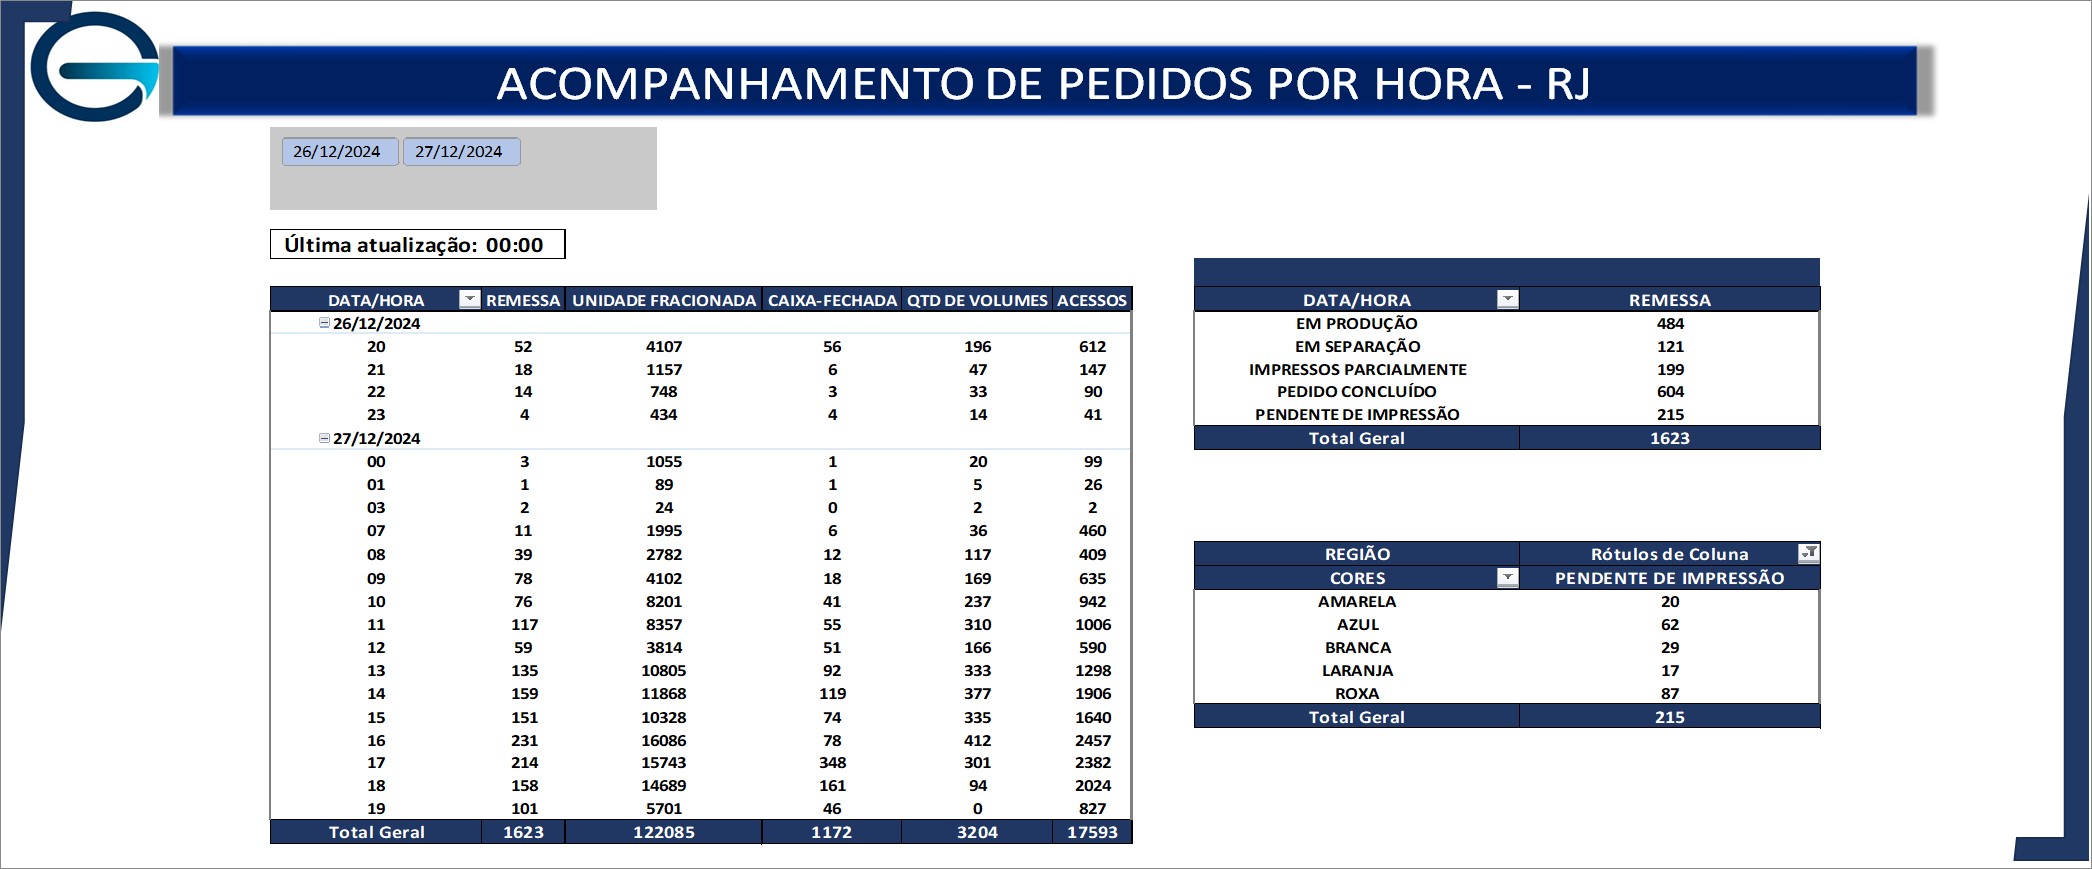 ACOMPANHAMENTO DE PEDIDOS POR HORA - RJ
26/12/2024 27/12/2024
Última atualização: 00:00
DATA/HORA REMESSA UNIDADE FRACIONADA CAIXA-FECHADA QTD DE VOLUMES ACESSOS
26/12/2024
20 52 4107 56 196 612
21 18 1157 6 47 147
22 14 748 3 33 90
23 4 434 4 14 41
27/12/2024
00 3 1055 1 20 99
01 1 89 1 5 26
03 2 24 0 2 2
07 11 1995 6 36 460
08 39 2782 12 117 409
09 78 4102 18 169 635
10 76 8201 41 237 942
11 117 8357 55 310 1006
12 59 3814 51 166 590
13 135 10805 92 333 1298
14 159 11868 119 377 1906
15 151 10328 74 335 1640
16 231 16086 78 412 2457
17 214 15743 348 301 2382
18 158 14689 161 94 2024
19 101 5701 46 0 827
Total Geral 1623 122085 1172 3204 17593
DATA/HORA REMESSA
EM PRODUÇÃO 484
EM SEPARAÇÃO 121
IMPRESSOS PARCIALMENTE 199
PEDIDO CONCLUÍDO 604
PENDENTE DE IMPRESSÃO 215
Total Geral 1623
REGIÃO Rótulos de Coluna
CORES PENDENTE DE IMPRESSÃO
AMARELA 20
AZUL 62
BRANCA 29
LARANJA 17
ROXA 87
Total Geral 215